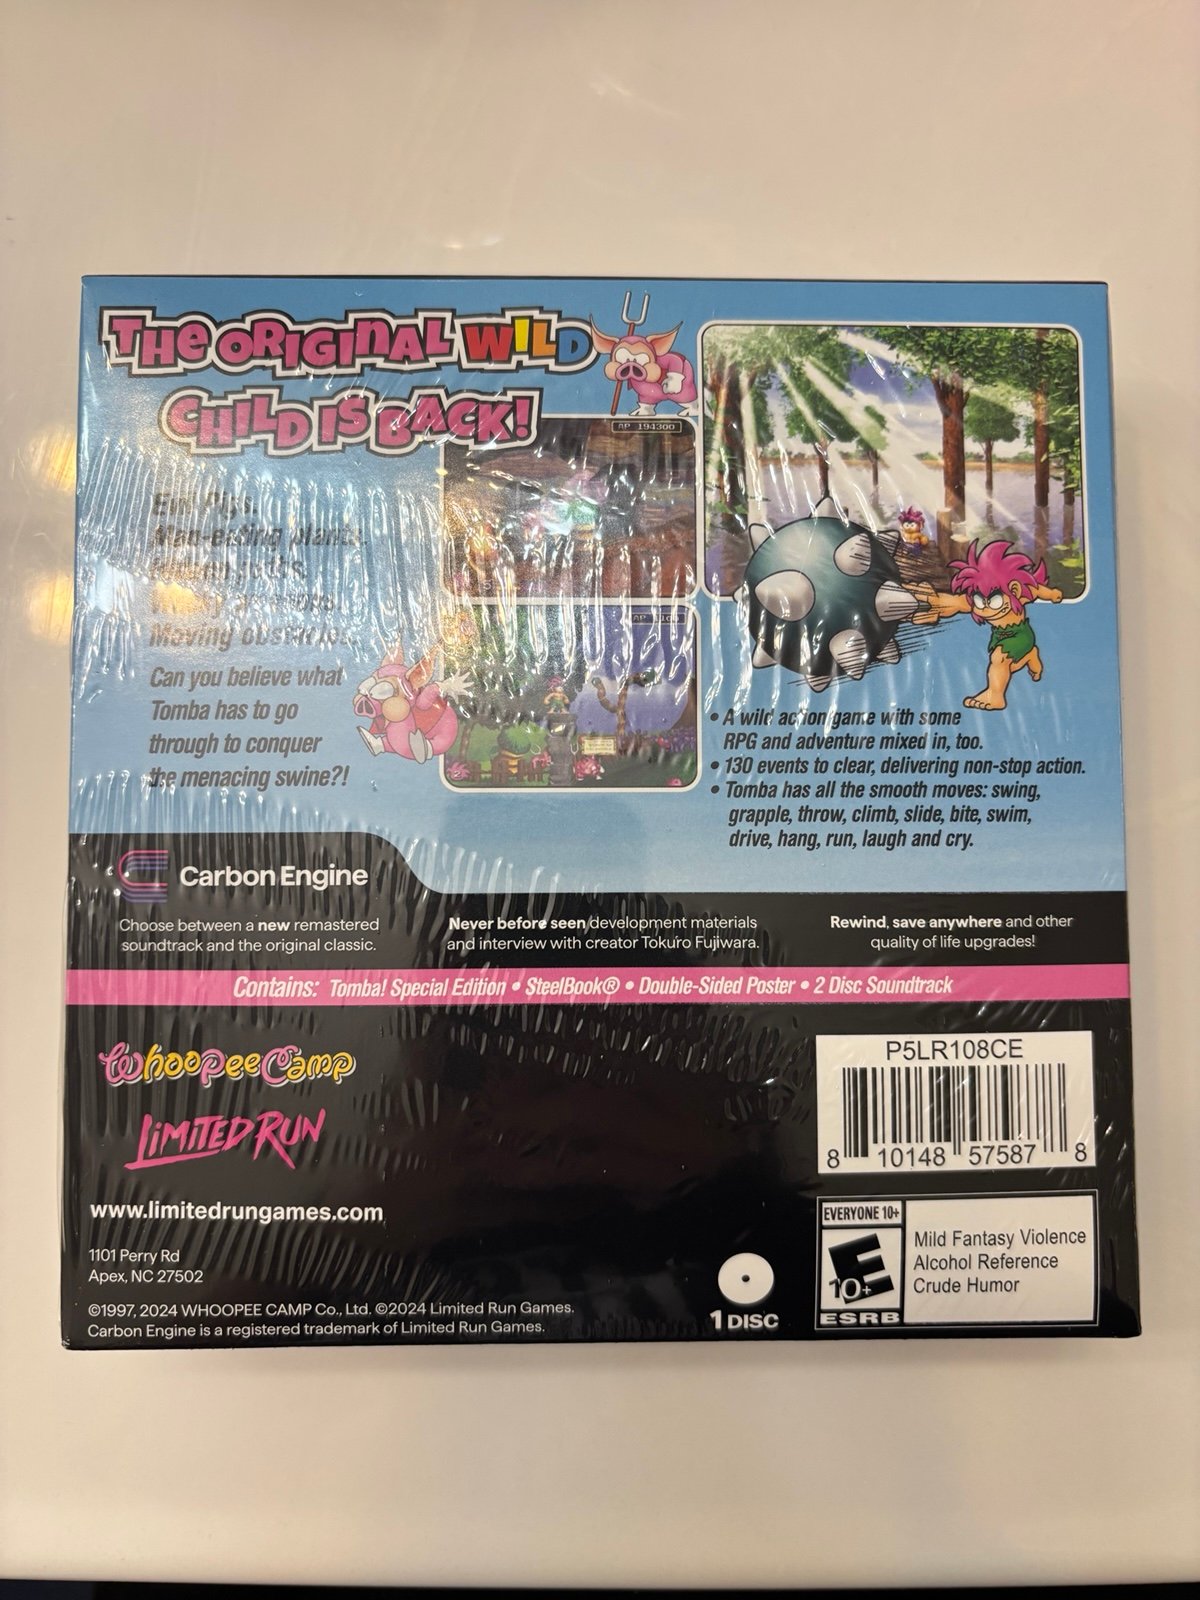 THE ORIGINAL WILD
CHILD IS BACK!
AP 194300
Evil Pigs.
Man-eating plants.
Moving obstacles.
Can you believe what
Tomba has to go
through to conquer
the menacing swine?!
• A wild action game with some
RPG and adventure mixed in, too.
• 130 events to clear, delivering non-stop action.
• Tomba has all the smooth moves: swing,
grapple, throw, climb, slide, bite, swim,
drive, hang, run, laugh and cry.
Carbon Engine
Choose between a new remastered
soundtrack and the original classic.
Never before seen development materials
and interview with creator Tokuro Fujiwara.
Rewind, save anywhere and other
quality of life upgrades!
Contains: Tomba! Special Edition • SteelBook® • Double-Sided Poster • 2 Disc Soundtrack
WhoopeeCamp
LIMITED RUN
www.limitedrungames.com
1101 Perry Rd
Apex, NC 27502
©1997, 2024 WHOOPEE CAMP Co., Ltd. ©2024 Limited Run Games.
Carbon Engine is a registered trademark of Limited Run Games.
1 DISC
P5LR108CE
8 10148 57587 8
EVERYONE 10+
E
10+
ESRB
Mild Fantasy Violence
Alcohol Reference
Crude Humor